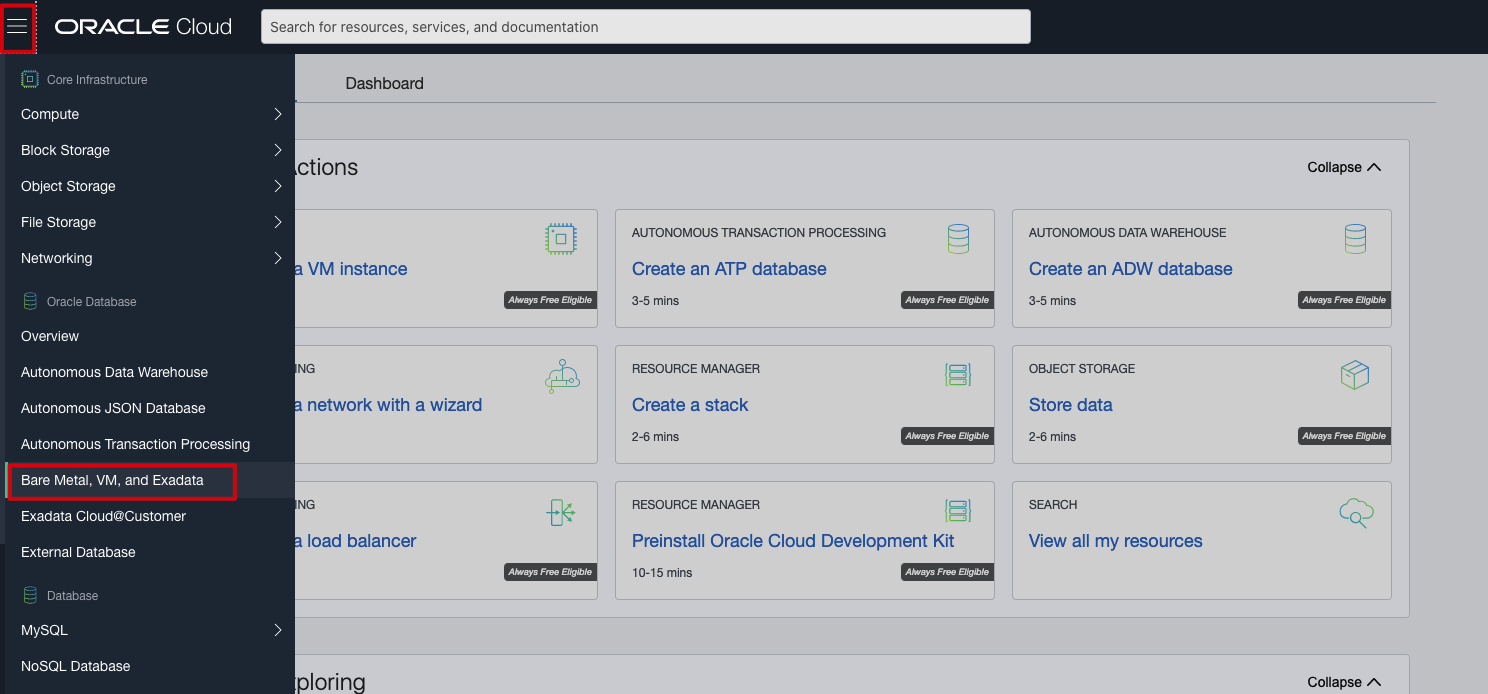 ORACLE Cloud
Search for resources, services, and documentation
Core Infrastructure
Compute
Block Storage
Object Storage
File Storage
Networking
Oracle Database
Overview
Autonomous Data Warehouse
Autonomous JSON Database
Autonomous Transaction Processing
Bare Metal, VM, and Exadata
Exadata Cloud@Customer
External Database
Database
MySQL
NoSQL Database
Dashboard
ctions
Collapse
a VM instance
Always Free Eligible
AUTONOMOUS TRANSACTION PROCESSING
Create an ATP database
3-5 mins
Always Free Eligible
AUTONOMOUS DATA WAREHOUSE
Create an ADW database
3-5 mins
Always Free Eligible
NG
a network with a wizard
RESOURCE MANAGER
Create a stack
2-6 mins
Always Free Eligible
OBJECT STORAGE
Store data
2-6 mins
Always Free Eligible
NG
a load balancer
Always Free Eligible
RESOURCE MANAGER
Preinstall Oracle Cloud Development Kit
10-15 mins
Always Free Eligible
SEARCH
View all my resources
ploring
Collapse